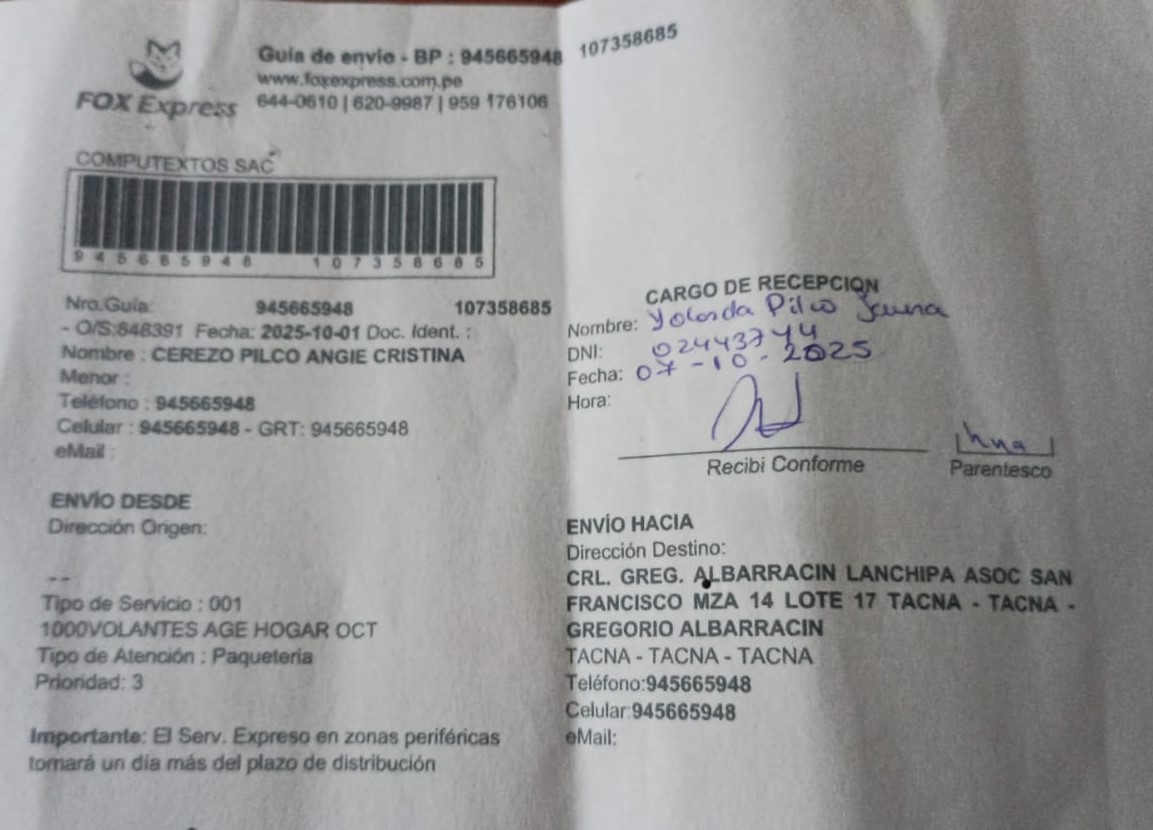 FOX Express
Guía de envío - BP : 945665948
www.foxexpress.com.pe
644-0610 | 620-9987 | 959 176106
107358685
COMPUTEXTOS SAC
945665948 107358685
Nro.Guía: 945665948 107358685
- O/S:848391 Fecha: 2025-10-01 Doc. Ident. :
Nombre : CEREZO PILCO ANGIE CRISTINA
Menor :
Teléfono : 945665948
Celular : 945665948 - GRT: 945665948
eMail :
ENVÍO DESDE
Dirección Origen:
--
Tipo de Servicio : 001
1000VOLANTES AGE HOGAR OCT
Tipo de Atención : Paqueteria
Prioridad: 3
Importante: El Serv. Expreso en zonas periféricas
tomará un día más del plazo de distribución
CARGO DE RECEPCION
Nombre: Yolanda Pilco
DNI: 02443744
Fecha: 07-10-2025
Hora:
Recibi Conforme
Parentesco
ENVÍO HACIA
Dirección Destino:
CRL. GREG. ALBARRACIN LANCHIPA ASOC SAN
FRANCISCO MZA 14 LOTE 17 TACNA - TACNA -
GREGORIO ALBARRACIN
TACNA - TACNA - TACNA
Teléfono:945665948
Celular:945665948
eMail: